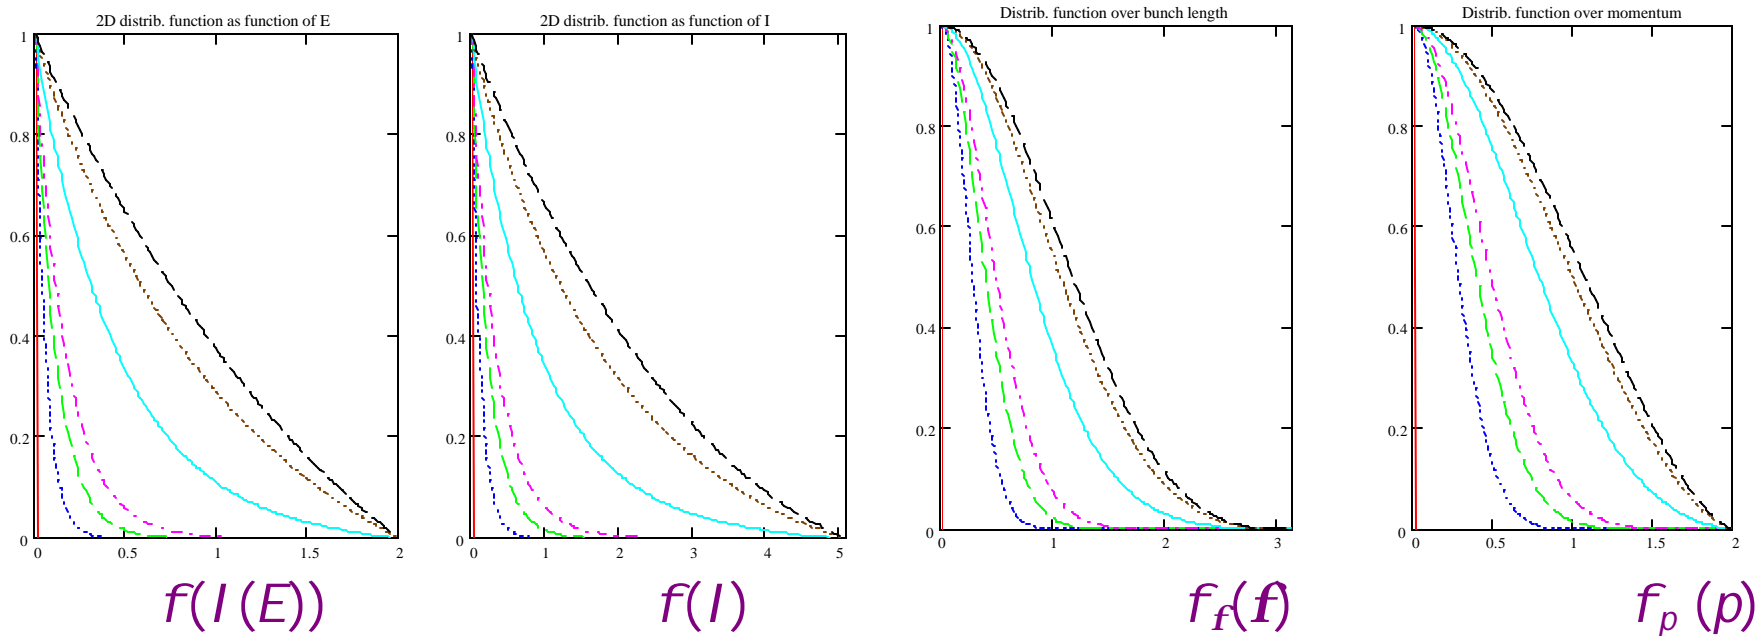 2D distrib. function as function of E
1
0.8
0.6
0.4
0.2
0
0 0.5 1 1.5 2
f(I(E))
2D distrib. function as function of I
1
0.8
0.6
0.4
0.2
0
0 1 2 3 4 5
f(I)
Distrib. function over bunch length
1
0.8
0.6
0.4
0.2
0
0 1 2 3
f_f(f)
Distrib. function over momentum
1
0.8
0.6
0.4
0.2
0
0 0.5 1 1.5 2
f_p (p)